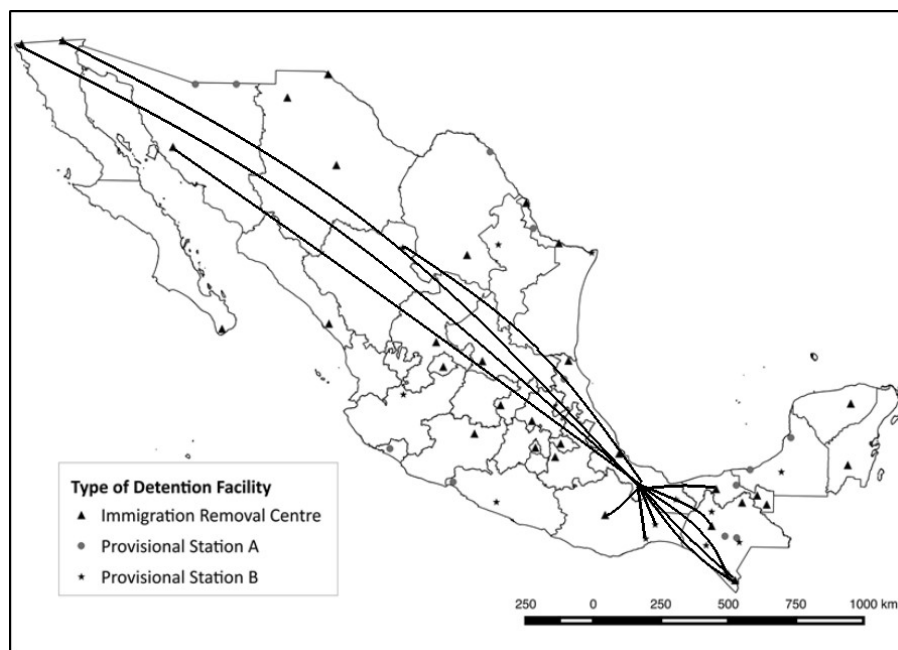 Type of Detention Facility
Immigration Removal Centre
Provisional Station A
Provisional Station B
250 0 250 500 750 1000 km